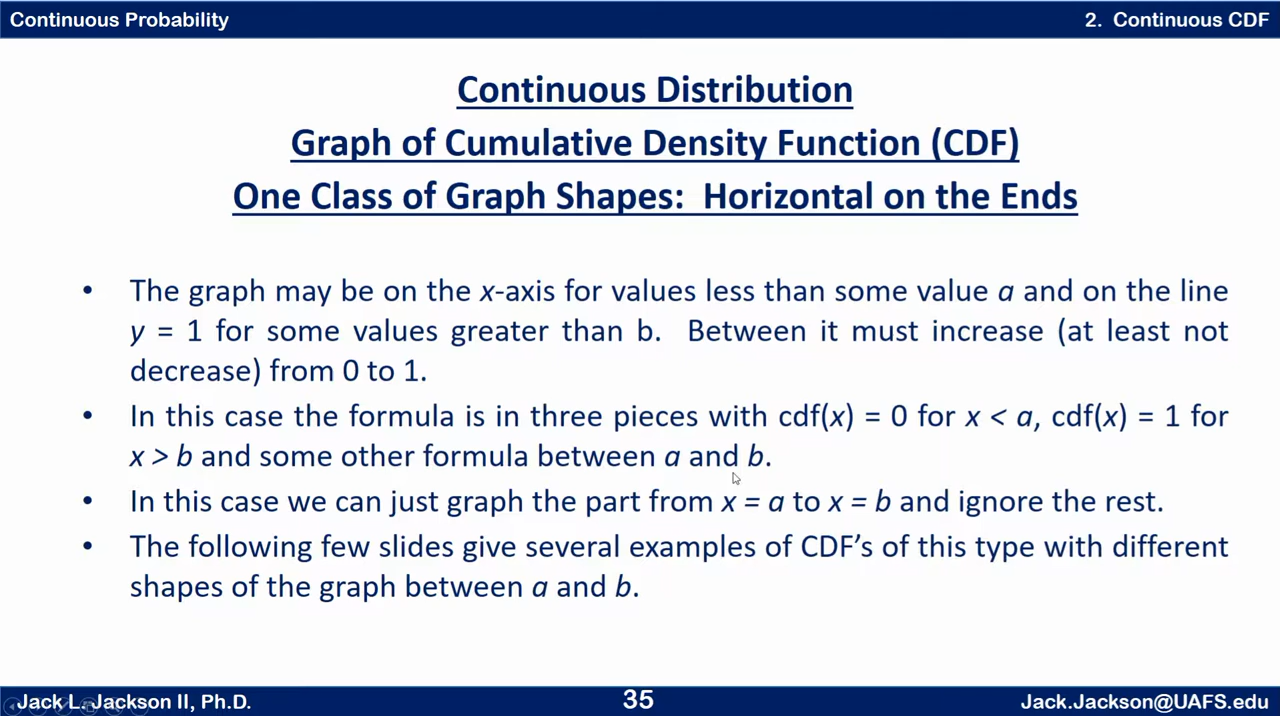 Continuous Probability
2. Continuous CDF
Continuous Distribution
Graph of Cumulative Density Function (CDF)
One Class of Graph Shapes: Horizontal on the Ends
• The graph may be on the x-axis for values less than some value a and on the line
y = 1 for some values greater than b. Between it must increase (at least not
decrease) from 0 to 1.
• In this case the formula is in three pieces with cdf(x) = 0 for x < a, cdf(x) = 1 for
x > b and some other formula between a and b.
• In this case we can just graph the part from x = a to x = b and ignore the rest.
• The following few slides give several examples of CDF's of this type with different
shapes of the graph between a and b.
Jack L. Jackson II, Ph.D.
35
Jack.Jackson@UAFS.edu